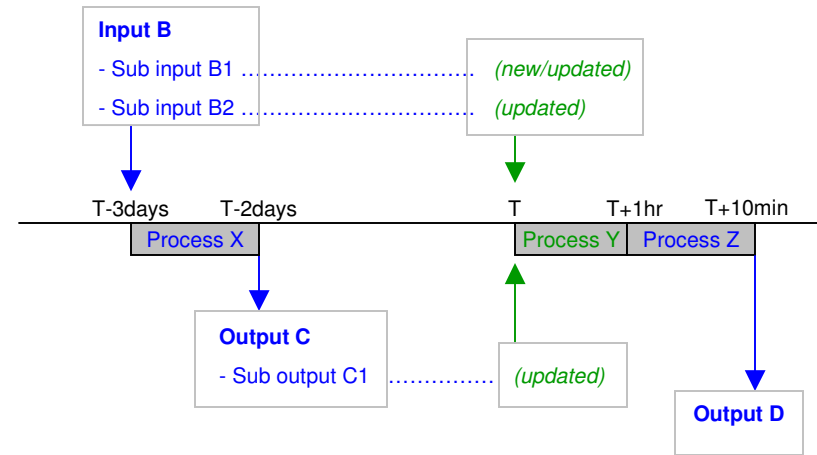 Input B
- Sub input B1 ................................ (new/updated)
- Sub input B2 ................................ (updated)
T-3days T-2days T T+1hr T+10min
Process X Process Y Process Z
Output C
- Sub output C1 ............... (updated)
Output D